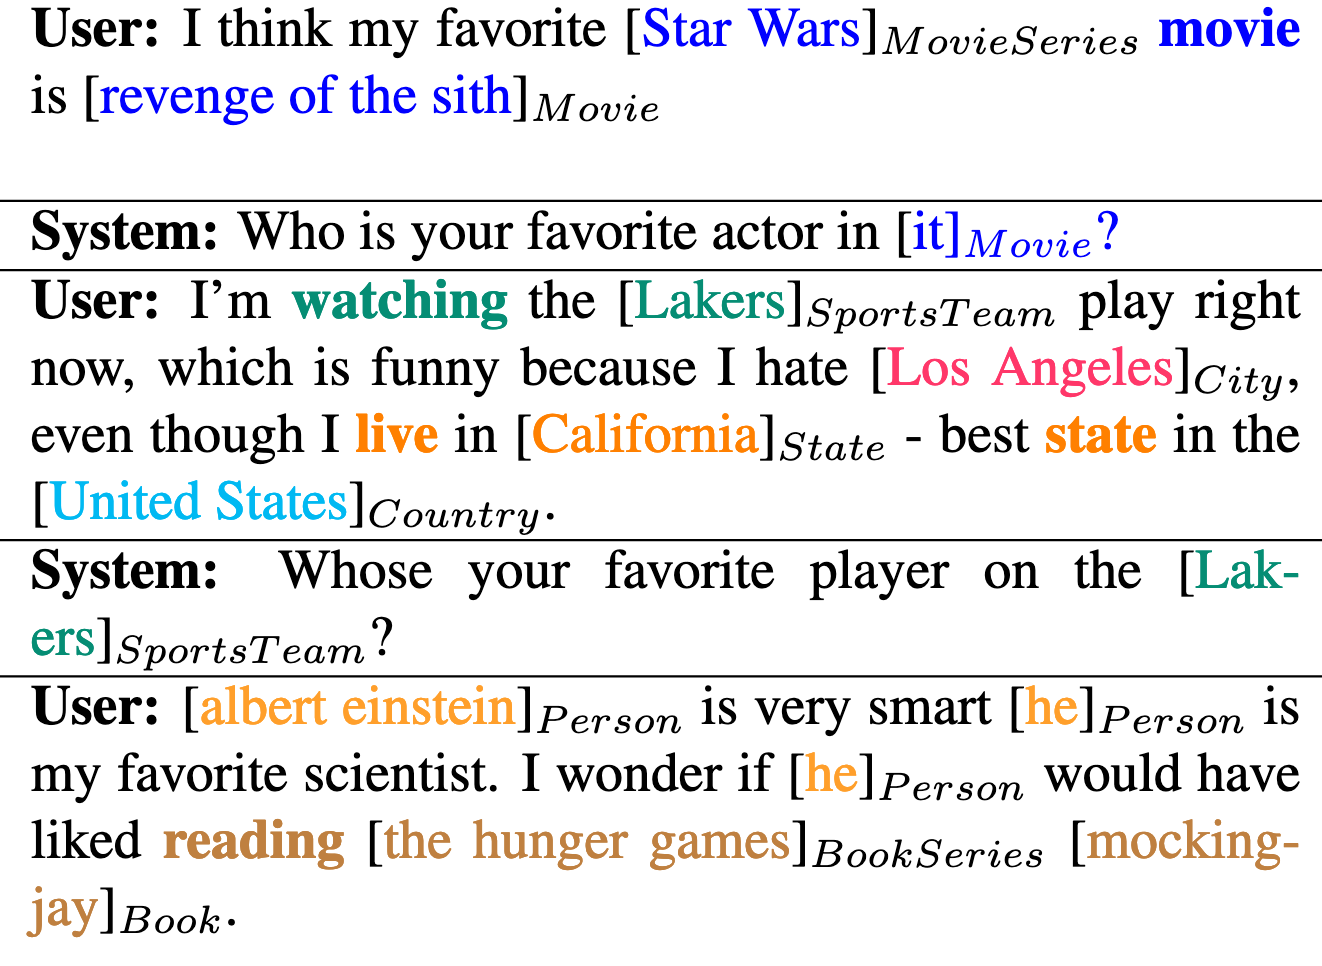 User: I think my favorite [Star Wars]MovieSeries movie
is [revenge of the sith]Movie
System: Who is your favorite actor in [it]Movie?
User: I'm watching the [Lakers]SportsTeam play right
now, which is funny because I hate [Los Angeles]City,
even though I live in [California]State - best state in the
[United States]Country.
System: Whose your favorite player on the [Lak-
ers]SportsTeam?
User: [albert einstein]Person is very smart [he]Person is
my favorite scientist. I wonder if [he]Person would have
liked reading [the hunger games]BookSeries [mocking-
jay]Book.